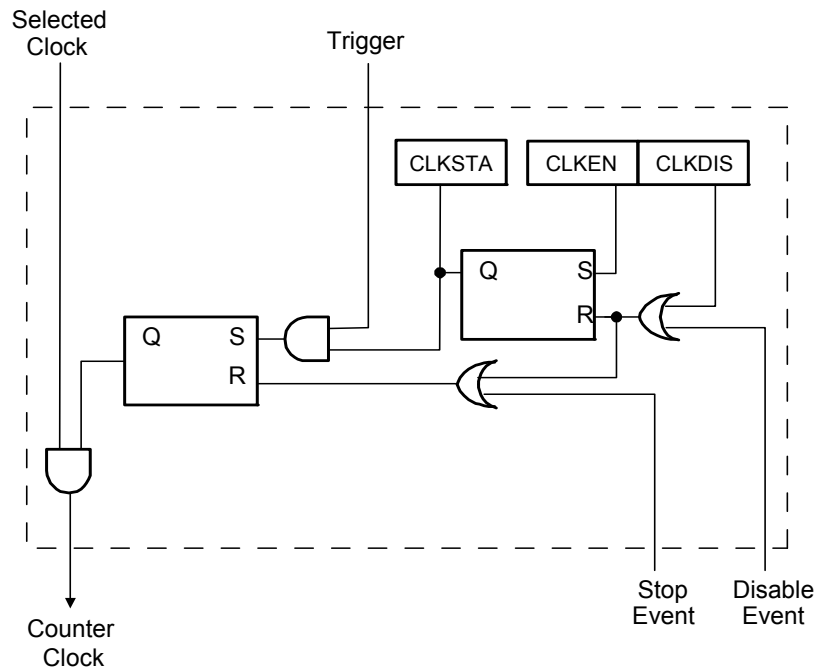 Selected
Clock
Trigger
CLKSTA
CLKEN
CLKDIS
Q
S
R
Q
S
R
Stop
Event
Disable
Event
Counter
Clock